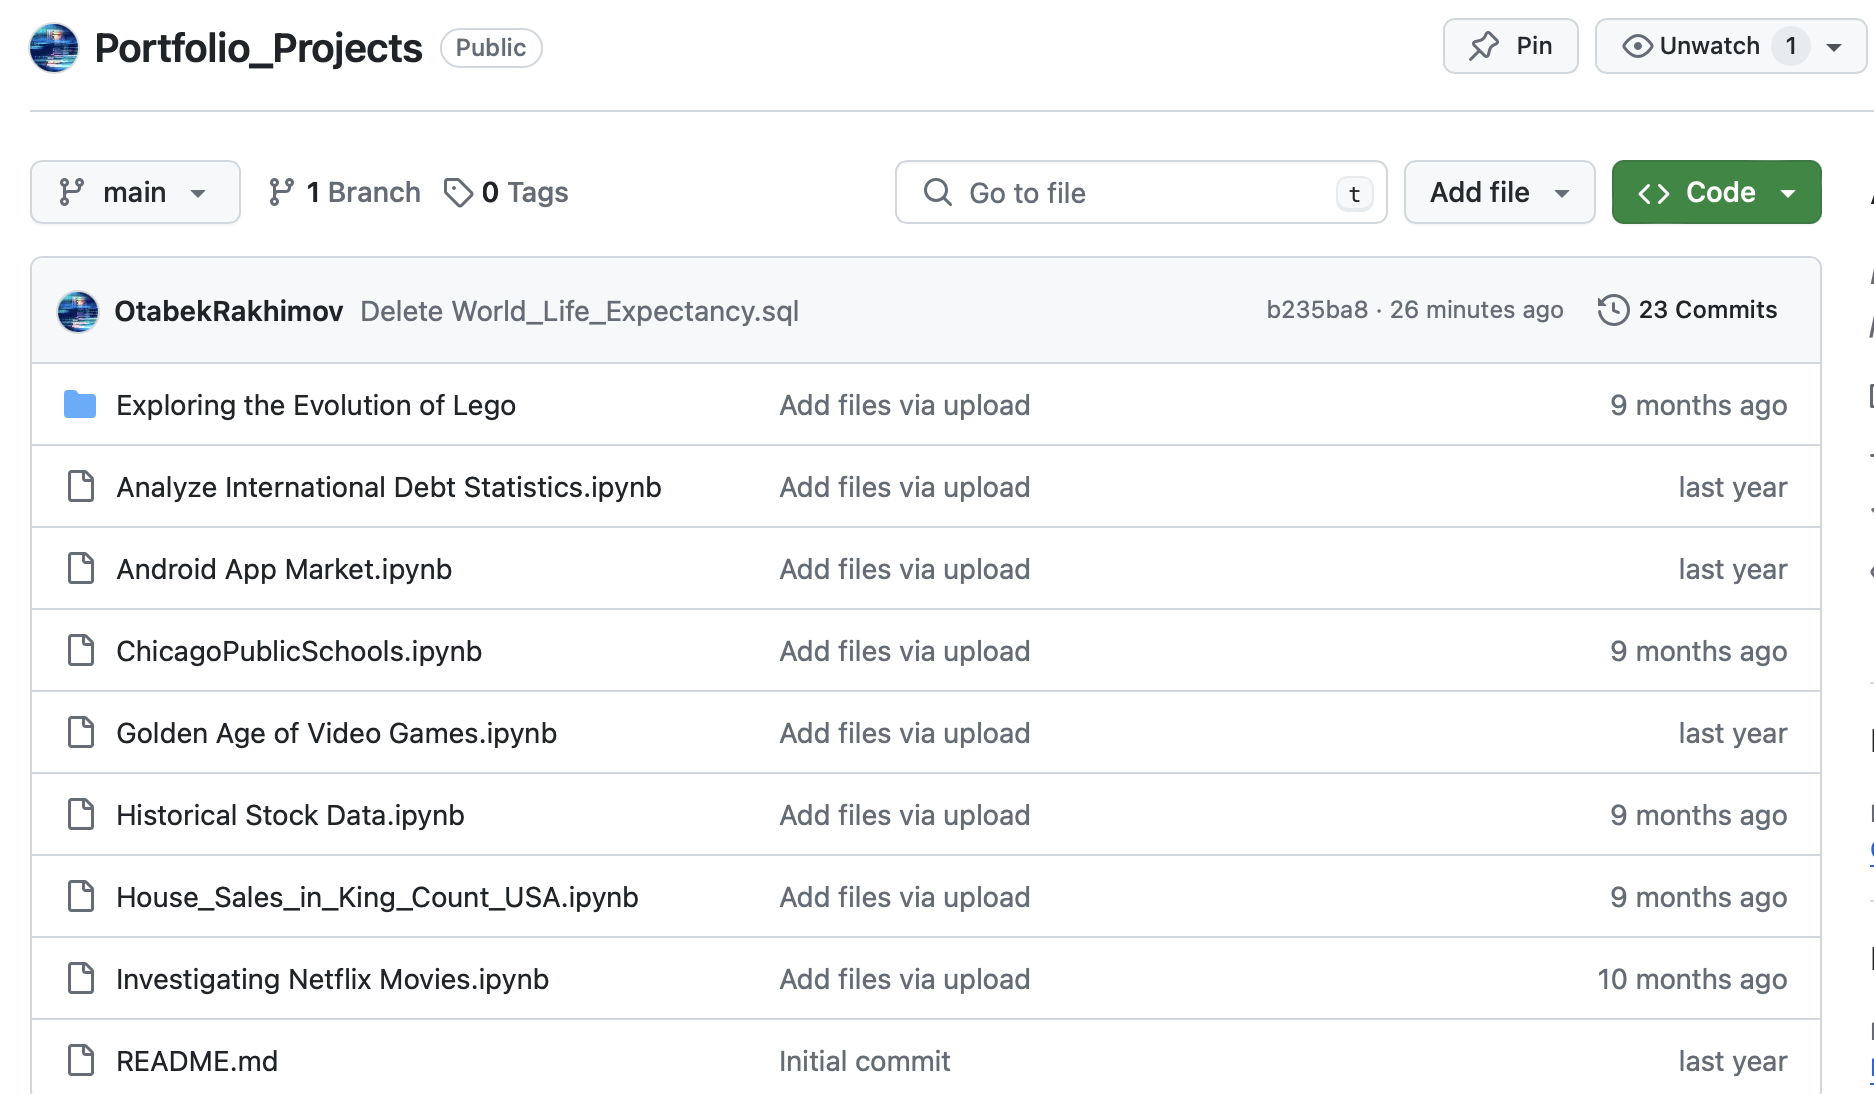 Portfolio_Projects Public Pin Unwatch 1
main 1 Branch 0 Tags Go to file t Add file Code
OtabekRakhimov Delete World_Life_Expectancy.sql b235ba8 · 26 minutes ago 23 Commits
Exploring the Evolution of Lego Add files via upload 9 months ago
Analyze International Debt Statistics.ipynb Add files via upload last year
Android App Market.ipynb Add files via upload last year
ChicagoPublicSchools.ipynb Add files via upload 9 months ago
Golden Age of Video Games.ipynb Add files via upload last year
Historical Stock Data.ipynb Add files via upload 9 months ago
House_Sales_in_King_Count_USA.ipynb Add files via upload 9 months ago
Investigating Netflix Movies.ipynb Add files via upload 10 months ago
README.md Initial commit last year